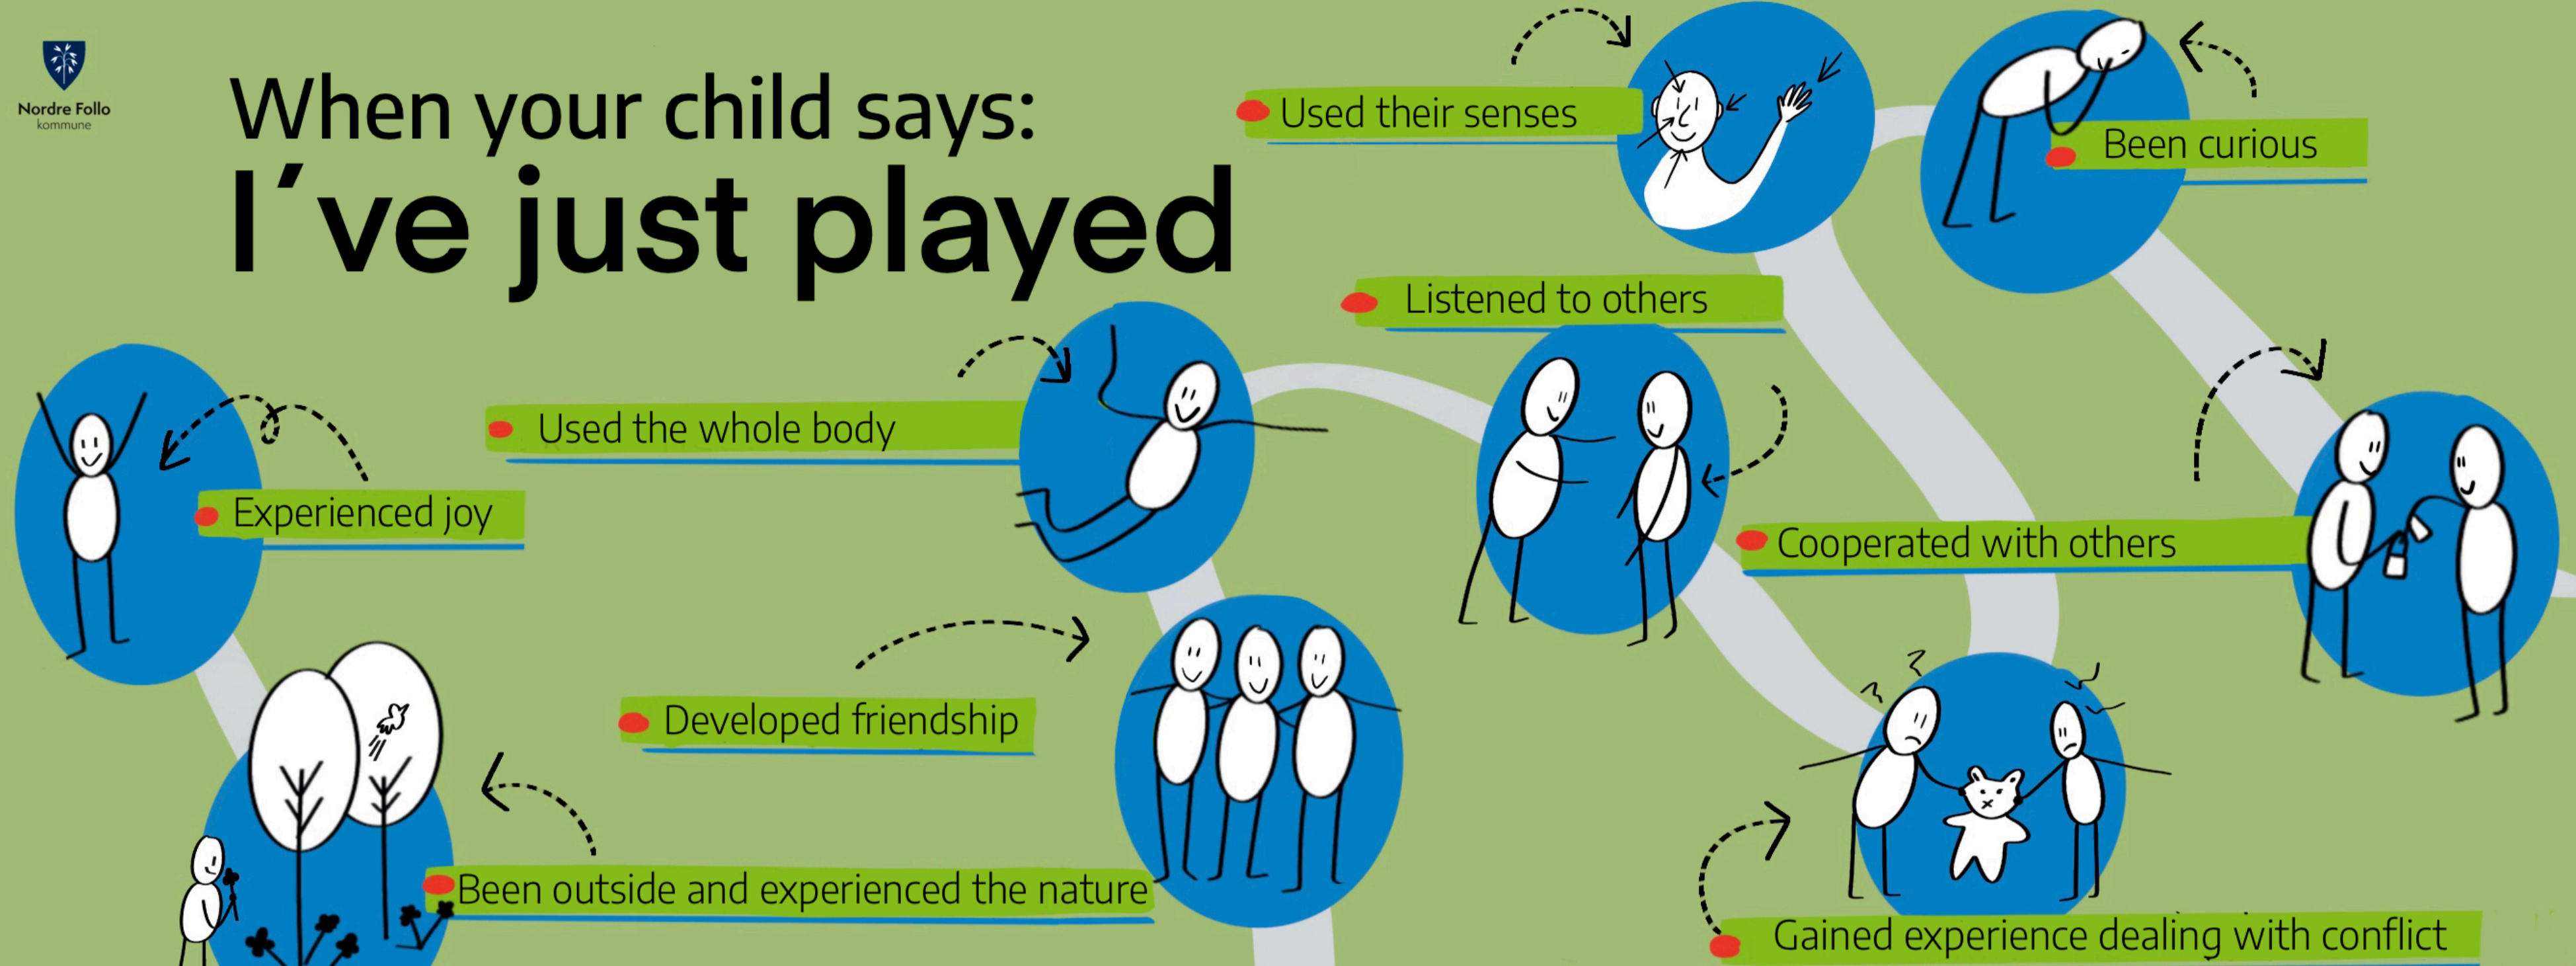 Nordre Follo
kommune
When your child says:
I´ve just played
Used their senses
Been curious
Listened to others
Used the whole body
Experienced joy
Cooperated with others
Developed friendship
Been outside and experienced the nature
Gained experience dealing with conflict